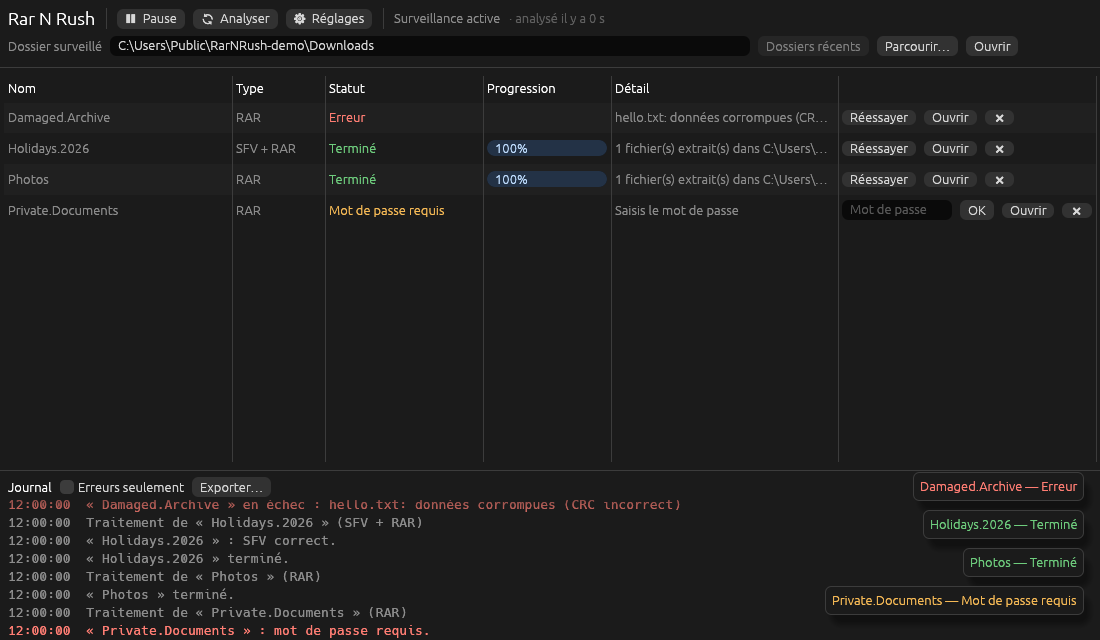 Rar N Rush Pause Analyser Réglages Surveillance active · analysé il y a 0 s
Dossier surveillé C:\Users\Public\RarNRush-demo\Downloads Dossiers récents Parcourir… Ouvrir
Nom Type Statut Progression Détail
Damaged.Archive RAR Erreur hello.txt: données corrompues (CR… Réessayer Ouvrir ×
Holidays.2026 SFV + RAR Terminé 100% 1 fichier(s) extrait(s) dans C:\Users\… Réessayer Ouvrir ×
Photos RAR Terminé 100% 1 fichier(s) extrait(s) dans C:\Users\… Réessayer Ouvrir ×
Private.Documents RAR Mot de passe requis Saisis le mot de passe Mot de passe OK Ouvrir ×
Journal Erreurs seulement Exporter…
12:00:00 « Damaged.Archive » en échec : hello.txt: données corrompues (CRC incorrect)
12:00:00 Traitement de « Holidays.2026 » (SFV + RAR)
12:00:00 « Holidays.2026 » : SFV correct.
12:00:00 « Holidays.2026 » terminé.
12:00:00 Traitement de « Photos » (RAR)
12:00:00 « Photos » terminé.
12:00:00 Traitement de « Private.Documents » (RAR)
12:00:00 « Private.Documents » : mot de passe requis.
Damaged.Archive — Erreur
Holidays.2026 — Terminé
Photos — Terminé
Private.Documents — Mot de passe requis